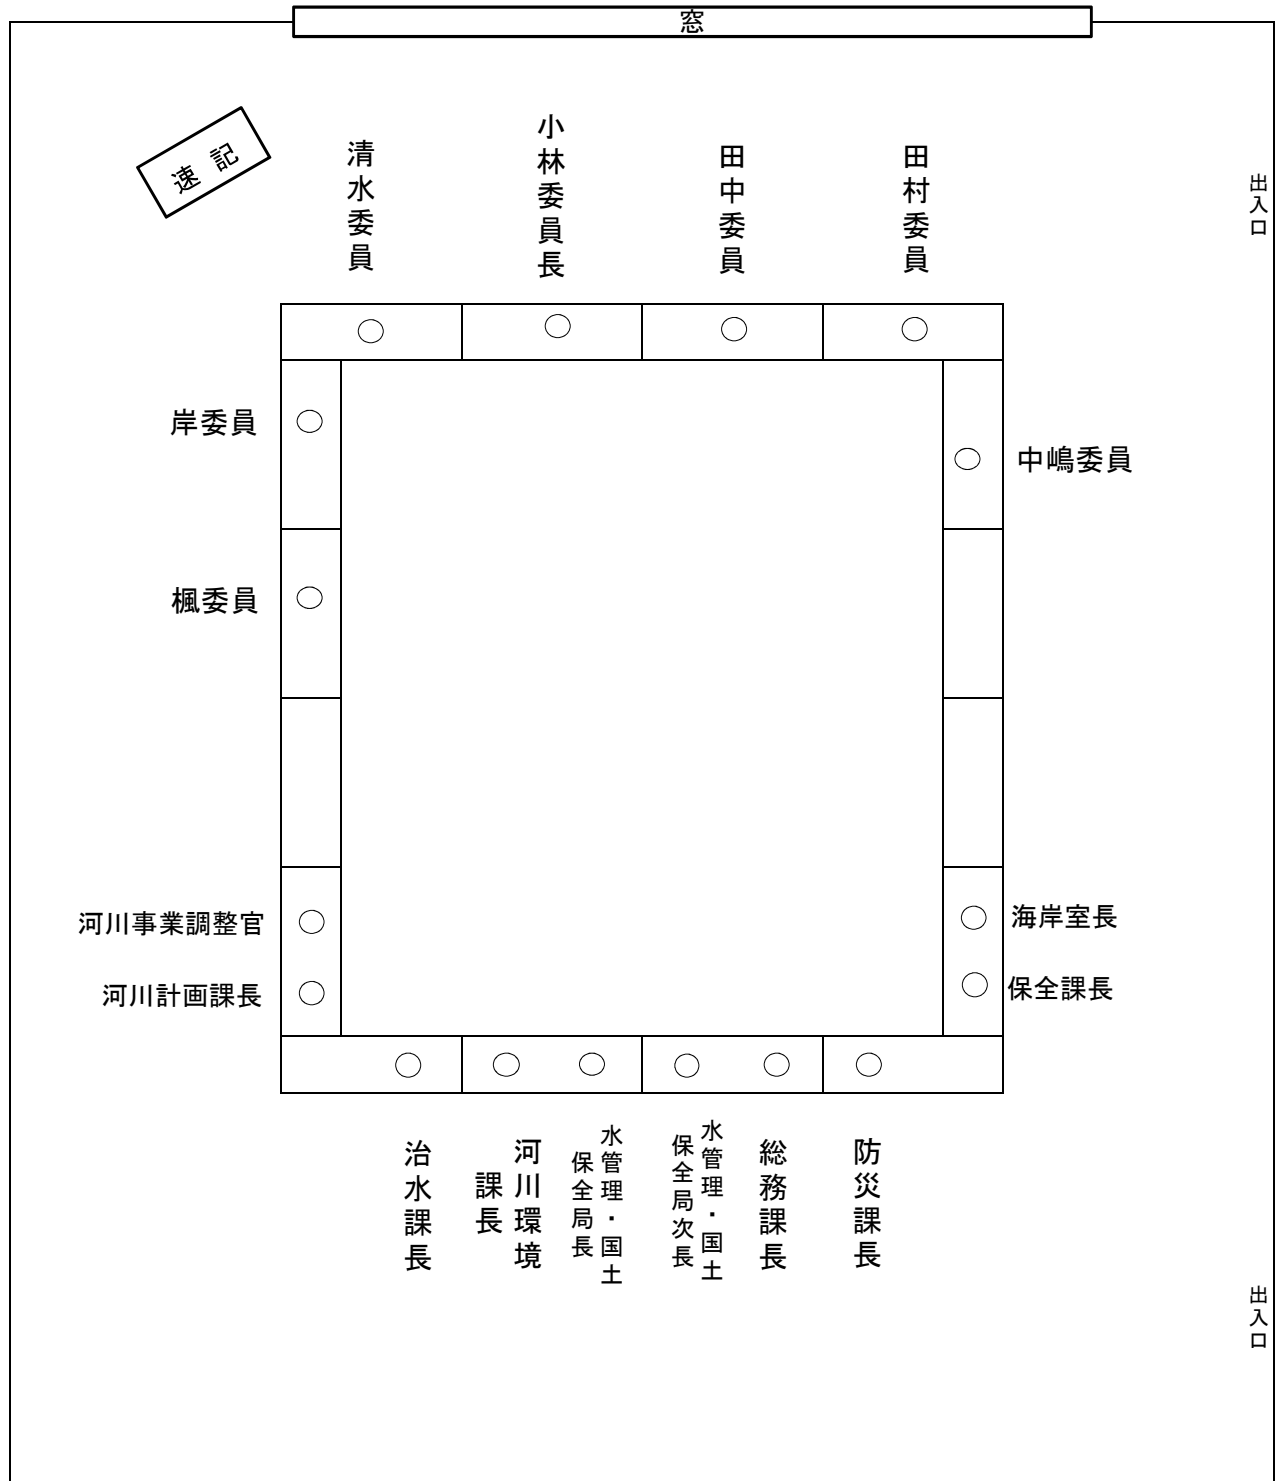 窓
速記
清水委員
小林委員長
田中委員
田村委員
出入口
岸委員
中嶋委員
楓委員
河川事業調整官
海岸室長
河川計画課長
保全課長
治水課長
河川環境
課長
水管理・国土
保全局長
水管理・国土
保全局次長
総務課長
防災課長
出入口